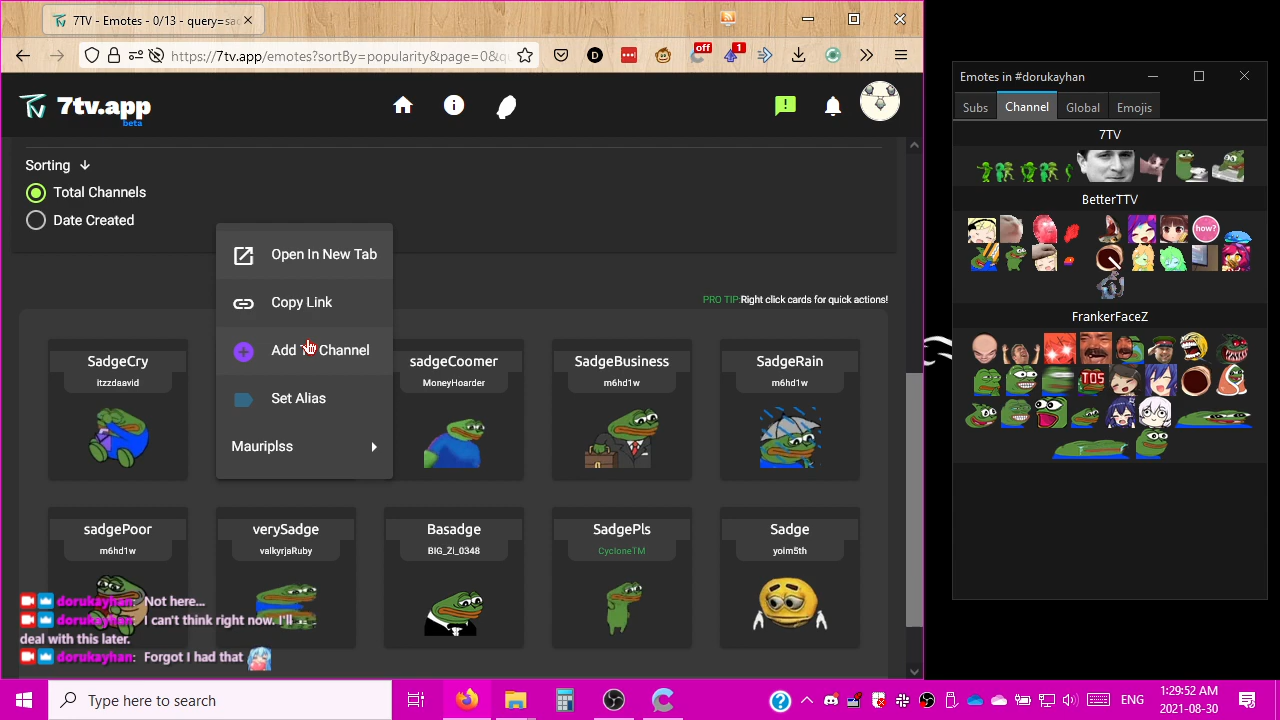 7TV - Emotes - 0/13 - query=sad
https://7tv.app/emotes?sortBy=popularity&page=0&q
off
1
7tv.app
beta
Sorting
Total Channels
Date Created
Open In New Tab
Copy Link
Add To Channel
Set Alias
Mauriplss
PRO TIP: Right click cards for quick actions!
SadgeCry
itzzdaavid
sadgeCoomer
MoneyHoarder
SadgeBusiness
m6hd1w
SadgeRain
m6hd1w
sadgePoor
m6hd1w
verySadge
valkyrjaRuby
Basadge
BIG_ZI_0348
SadgePls
CycloneTM
Sadge
yoim5th
dorukayhan: Not here...
dorukayhan: I can't think right now. I'll
deal with this later.
dorukayhan: Forgot I had that
Emotes in #dorukayhan
Subs
Channel
Global
Emojis
7TV
BetterTTV
how?
FrankerFaceZ
TOS
Type here to search
ENG
1:29:52 AM
2021-08-30